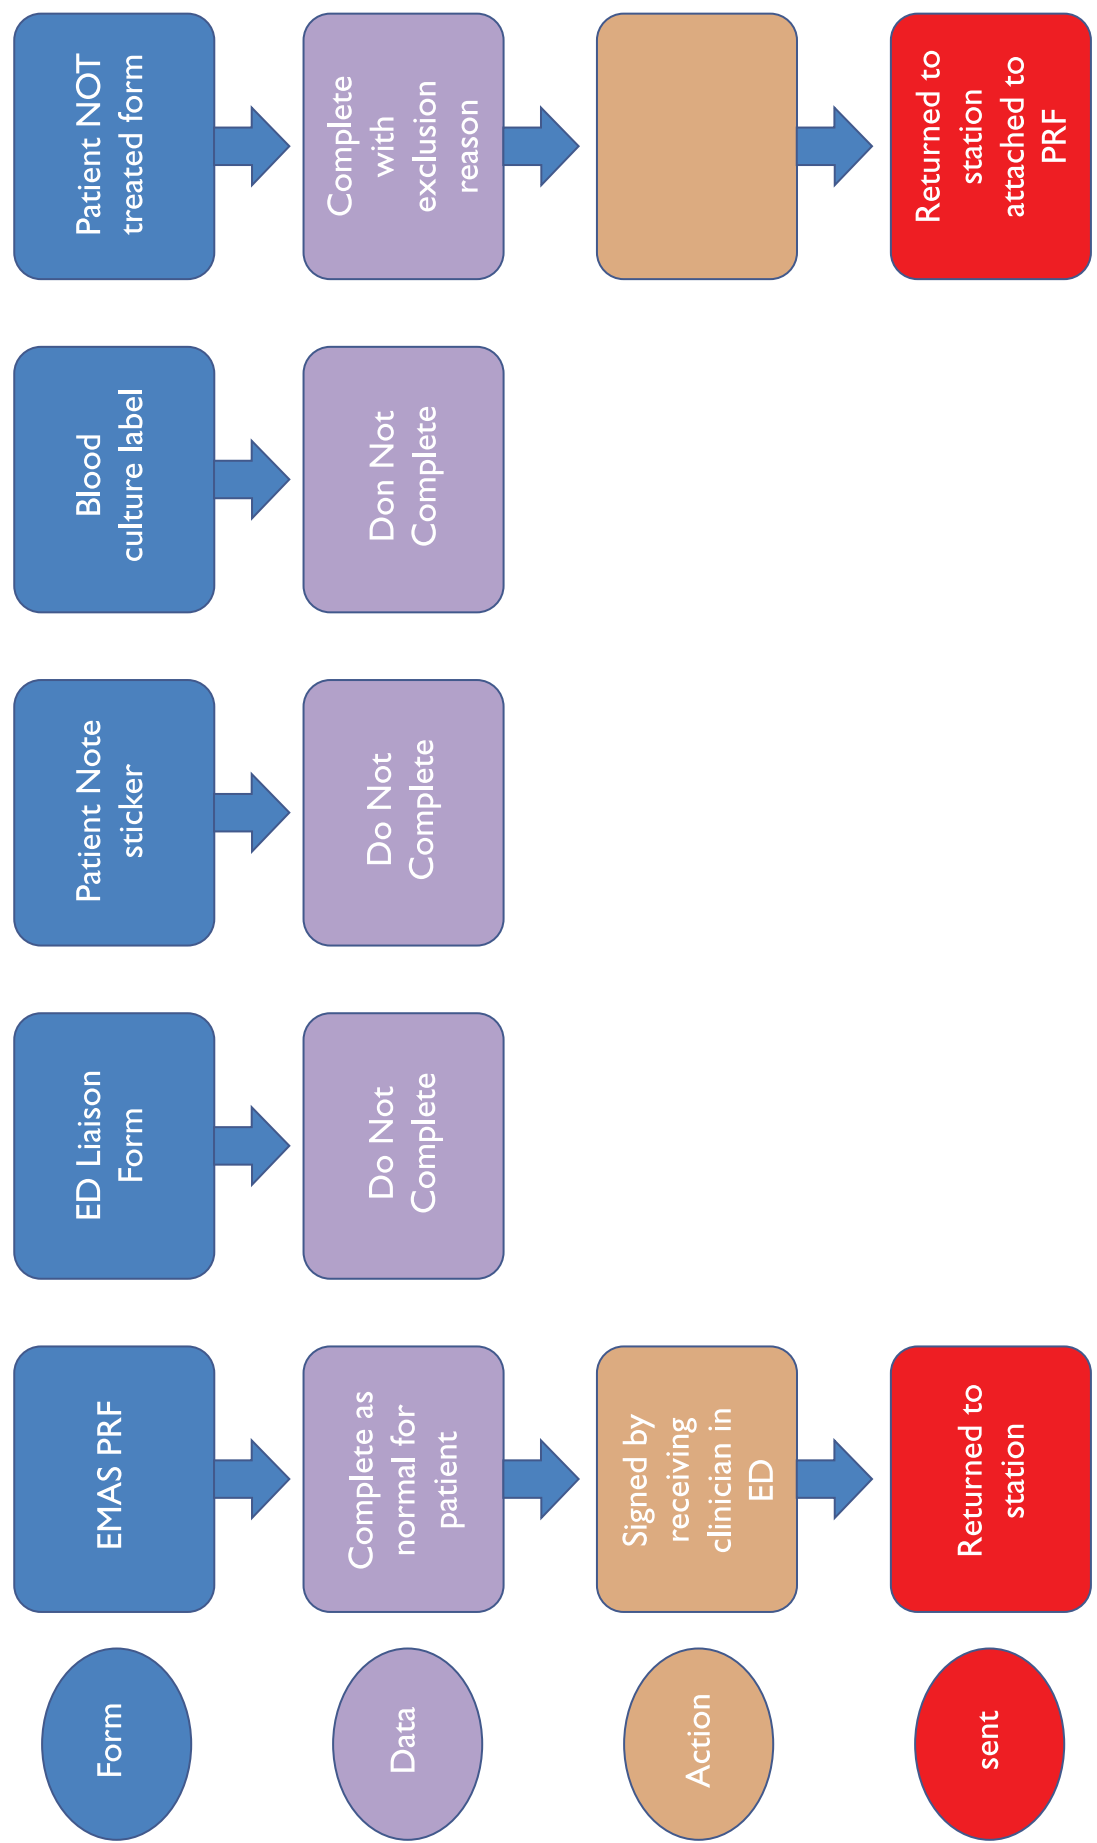 Form
EMAS PRF
ED Liaison
Form
Patient Note
sticker
Blood
culture label
Patient NOT
treated form
Data
Complete as
normal for
patient
Do Not
Complete
Do Not
Complete
Don Not
Complete
Complete
with
exclusion
reason
Action
Signed by
receiving
clinician in
ED
sent
Returned to
station
Returned to
station
attached to
PRF